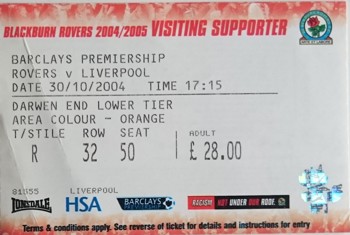 BLACKBURN ROVERS 2004/2005 VISITING SUPPORTER
BARCLAYS PREMIERSHIP
ROVERS v LIVERPOOL
DATE 30/10/2004 TIME 17:15
DARWEN END LOWER TIER
AREA COLOUR - ORANGE
T/STILE ROW SEAT ADULT
R 32 50 £ 28.00
LIVERPOOL
LONSDALE HSA BARCLAYS PREMIERSHIP RACISM NOT UNDER OUR ROOF.
Terms & conditions apply. See reverse of ticket for details and instructions for entry